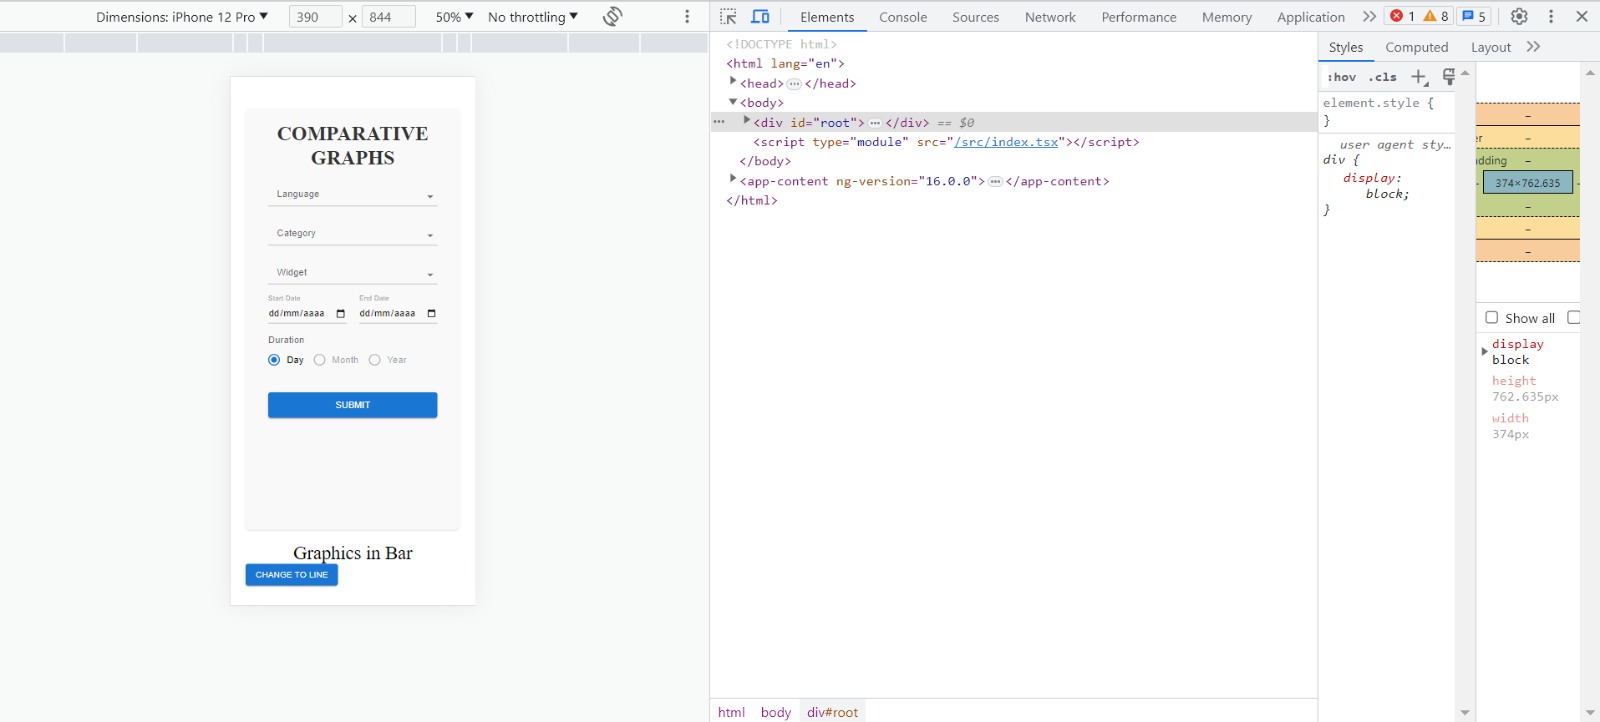 Dimensions: iPhone 12 Pro ▼ 390 × 844 50% ▼ No throttling ▼
COMPARATIVE
GRAPHS
Language
Category
Widget
Start Date End Date
dd/mm/aaaa dd/mm/aaaa
Duration
Day Month Year
SUBMIT
Graphics in Bar
CHANGE TO LINE
Elements Console Sources Network Performance Memory Application 1 8 5
<!DOCTYPE html>
<html lang="en">
<head> ••• </head>
<body>
••• <div id="root"> ••• </div> == $0
<script type="module" src="/src/index.tsx"></script>
</body>
<app-content ng-version="16.0.0"> ••• </app-content>
</html>
html body div#root
Styles Computed Layout
:hov .cls
element.style {
}
user agent sty…
div {
display:
block;
}
–
er –
dding –
- 374×762.635 -
–
–
–
Show all
display
block
height
762.635px
width
374px